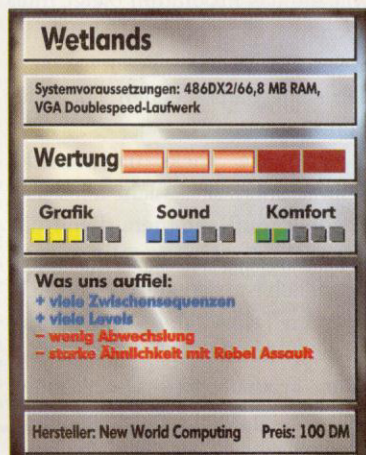 Wetlands
Systemvoraussetzungen: 486DX2/66,8 MB RAM,
VGA Doublespeed-Laufwerk
Wertung
Grafik Sound Komfort
Was uns auffiel:
+ viele Zwischensequenzen
+ viele Levels
– wenig Abwechslung
– starke Ähnlichkeit mit Rebel Assault
Hersteller: New World Computing Preis: 100 DM